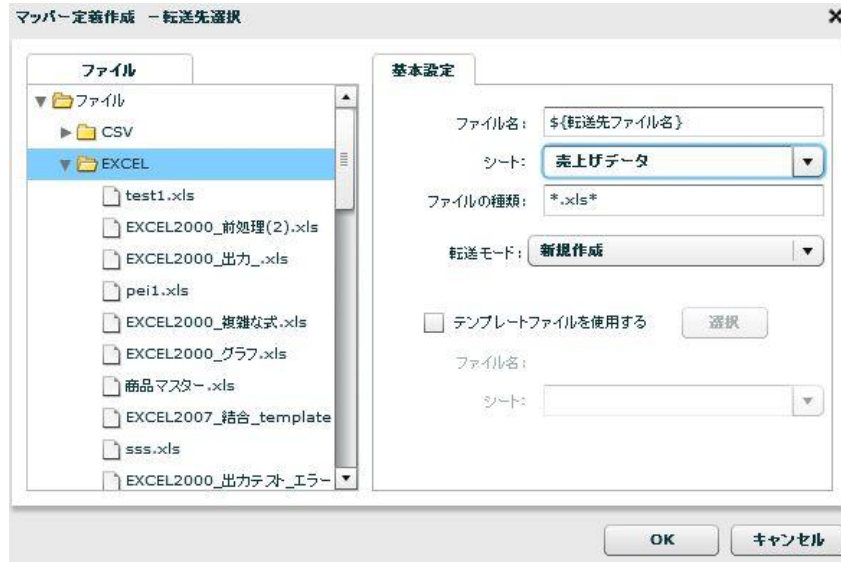 マッパー定義作成 －転送先選択
ファイル
ファイル
CSV
EXCEL
test1.xls
EXCEL2000_前処理(2).xls
EXCEL2000_出力_.xls
pei1.xls
EXCEL2000_複雑な式.xls
EXCEL2000_グラフ.xls
商品マスター.xls
EXCEL2007_結合_template
sss.xls
EXCEL2000_出力テスト_エラー
基本設定
ファイル名： ${転送先ファイル名}
シート： 売上げデータ
ファイルの種類： *.xls*
転送モード： 新規作成
テンプレートファイルを使用する 選択
ファイル名：
シート：
OK キャンセル